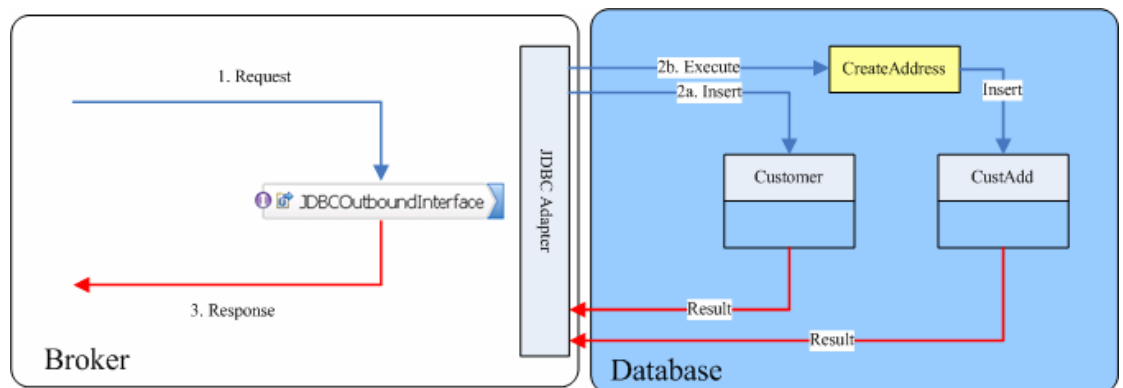 1. Request
JDBCOutboundInterface
3. Response
Broker
JDBC Adapter
2b. Execute
2a. Insert
CreateAddress
Insert
Customer
CustAdd
Result
Result
Database